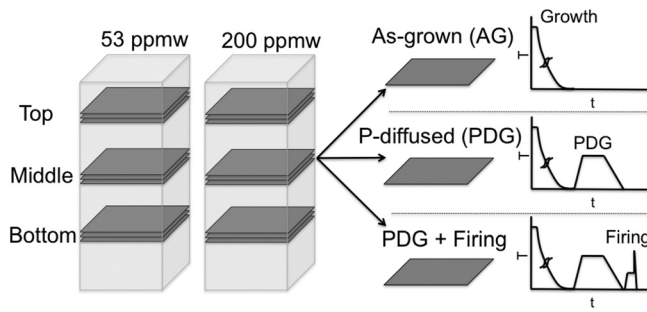 53 ppmw
200 ppmw
Top
Middle
Bottom
As-grown (AG)
P-diffused (PDG)
PDG + Firing
Growth
T
t
PDG
T
t
Firing
T
t